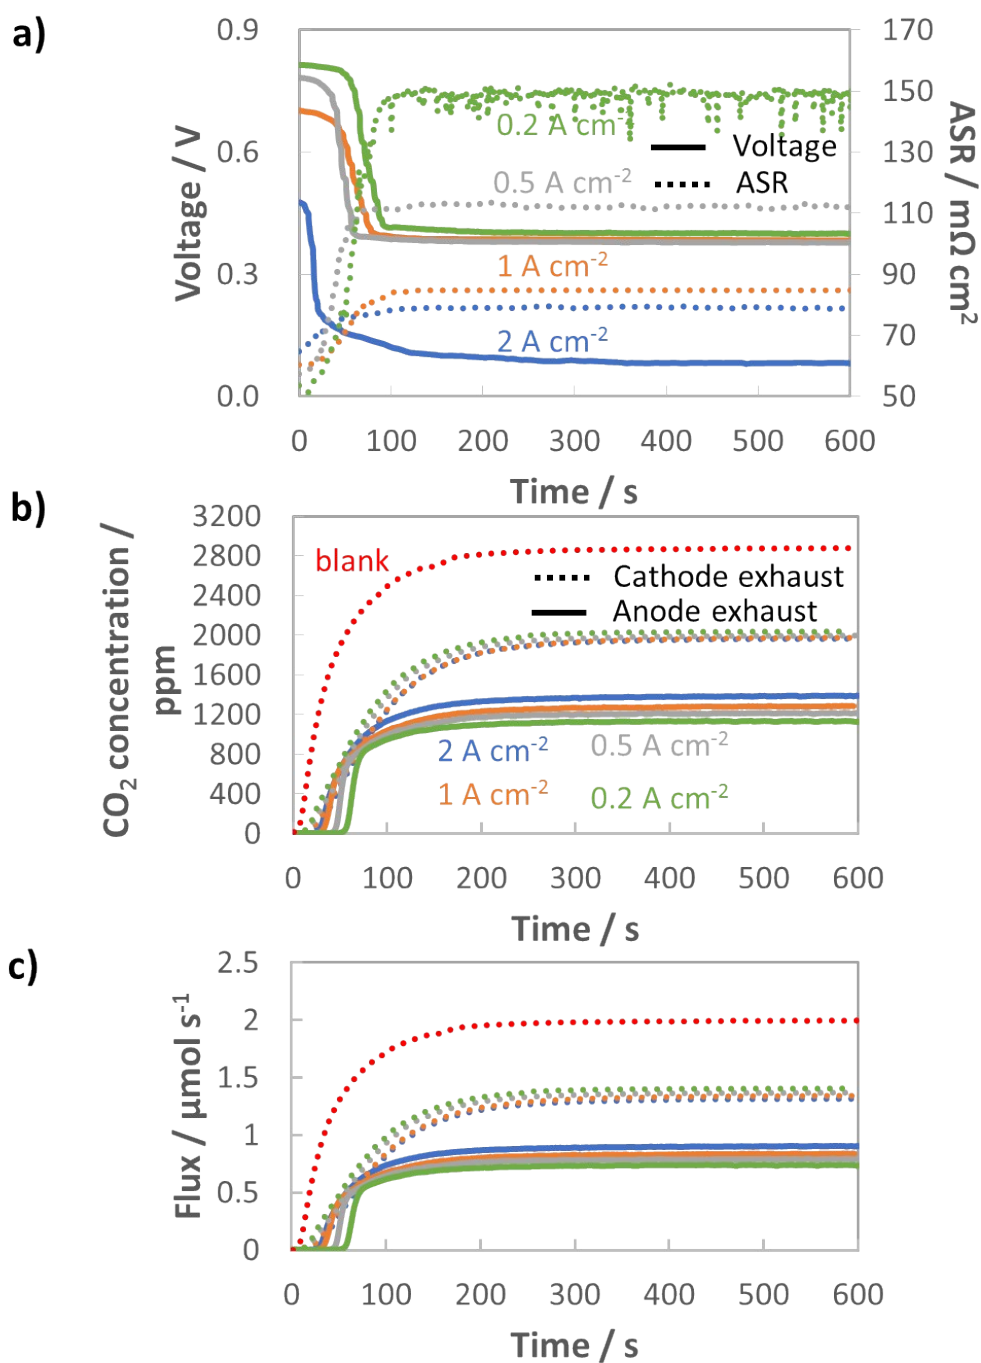 a)
0.9
0.6
0.3
0.0
Voltage / V
170
150
130
110
90
70
50
ASR / mΩ cm²
0.2 A cm⁻
Voltage
0.5 A cm⁻²
ASR
1 A cm⁻²
2 A cm⁻²
0 100 200 300 400 500 600
Time / s
b)
3200
2800
2400
2000
1600
1200
800
400
0
CO₂ concentration /
ppm
blank
Cathode exhaust
Anode exhaust
2 A cm⁻² 0.5 A cm⁻²
1 A cm⁻² 0.2 A cm⁻²
0 100 200 300 400 500 600
Time / s
c)
2.5
2
1.5
1
0.5
0
Flux / µmol s⁻¹
0 100 200 300 400 500 600
Time / s